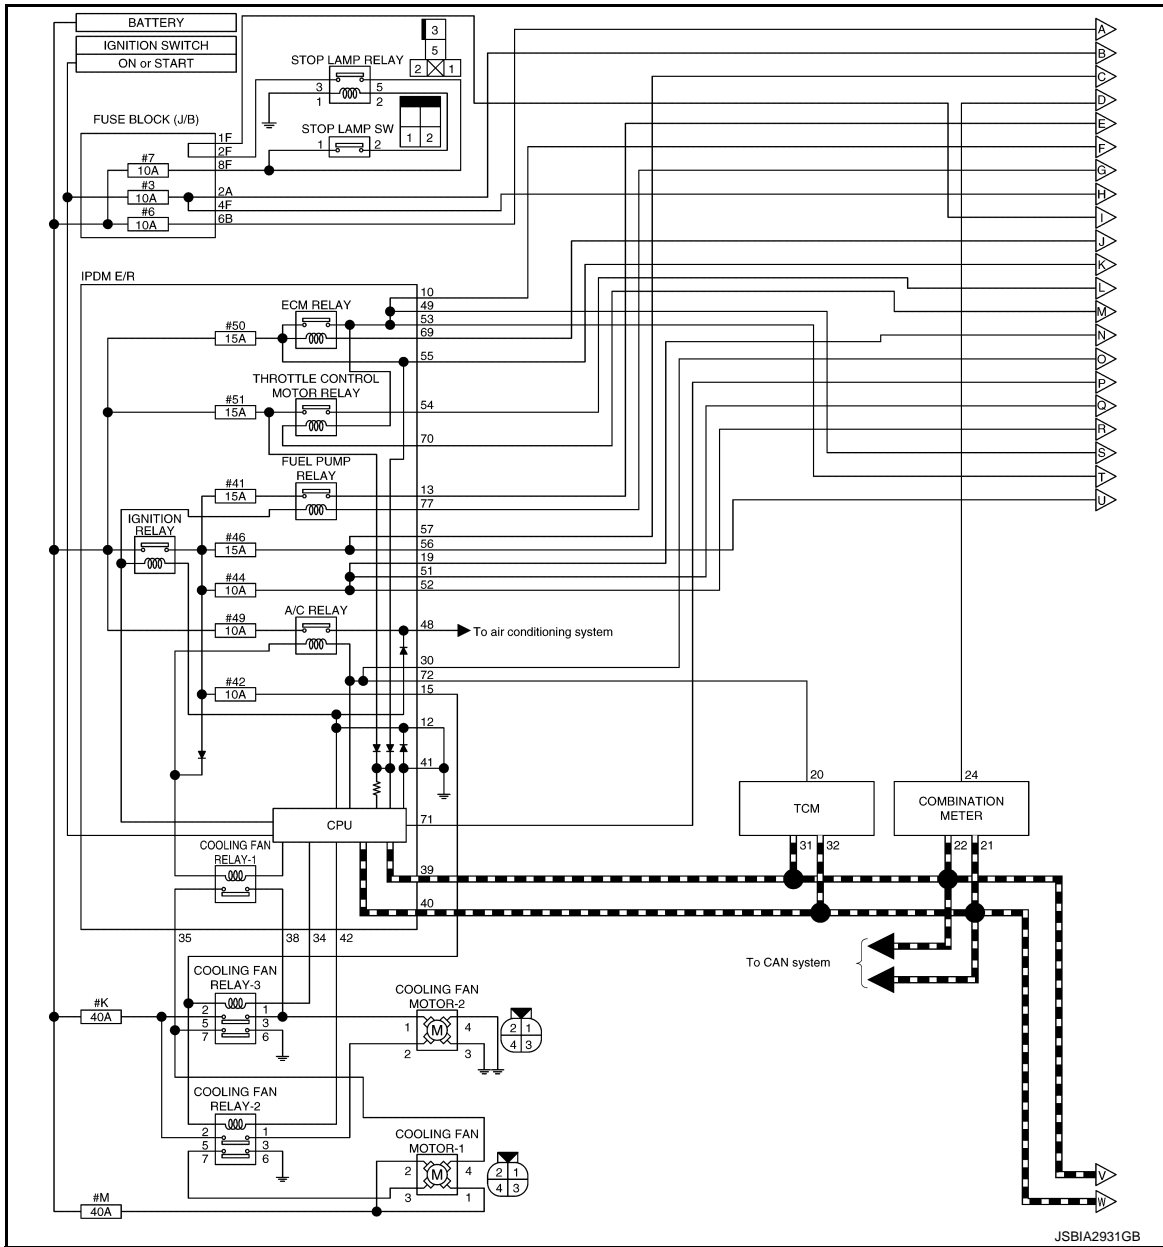 BATTERY
IGNITION SWITCH
ON or START
3
5
2 1
STOP LAMP RELAY
3 5
1 2
STOP LAMP SW
1 2
1 2
FUSE BLOCK (J/B)
1F
2F
8F
#7
10A
#3
10A
2A
4F
#6
10A
6B
A
B
C
D
E
F
G
H
I
J
K
L
M
N
O
P
Q
R
S
T
U
IPDM E/R
ECM RELAY
#50
15A
10
49
53
69
55
THROTTLE CONTROL
MOTOR RELAY
#51
15A
54
70
FUEL PUMP
RELAY
#41
15A
13
77
IGNITION
RELAY
#46
15A
57
56
19
#44
10A
51
52
A/C RELAY
#49
10A
48
To air conditioning system
30
72
#42
10A
15
12
41
CPU
71
20
TCM
31 32
24
COMBINATION
METER
22 21
COOLING FAN
RELAY-1
39
40
35 38 34 42
To CAN system
COOLING FAN
RELAY-3
#K
40A
2 1
5 3
7 6
COOLING FAN
MOTOR-2
M
1 4
2 3
2 1
4 3
COOLING FAN
RELAY-2
2 1
5 3
7 6
COOLING FAN
MOTOR-1
M
2 4
3 1
2 1
4 3
#M
40A
V
W
JSBIA2931GB